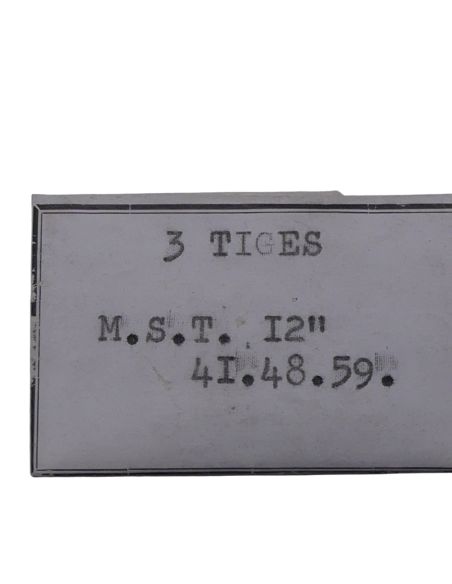 3 TIGES
M.S.T. I2"
4I.48.59.